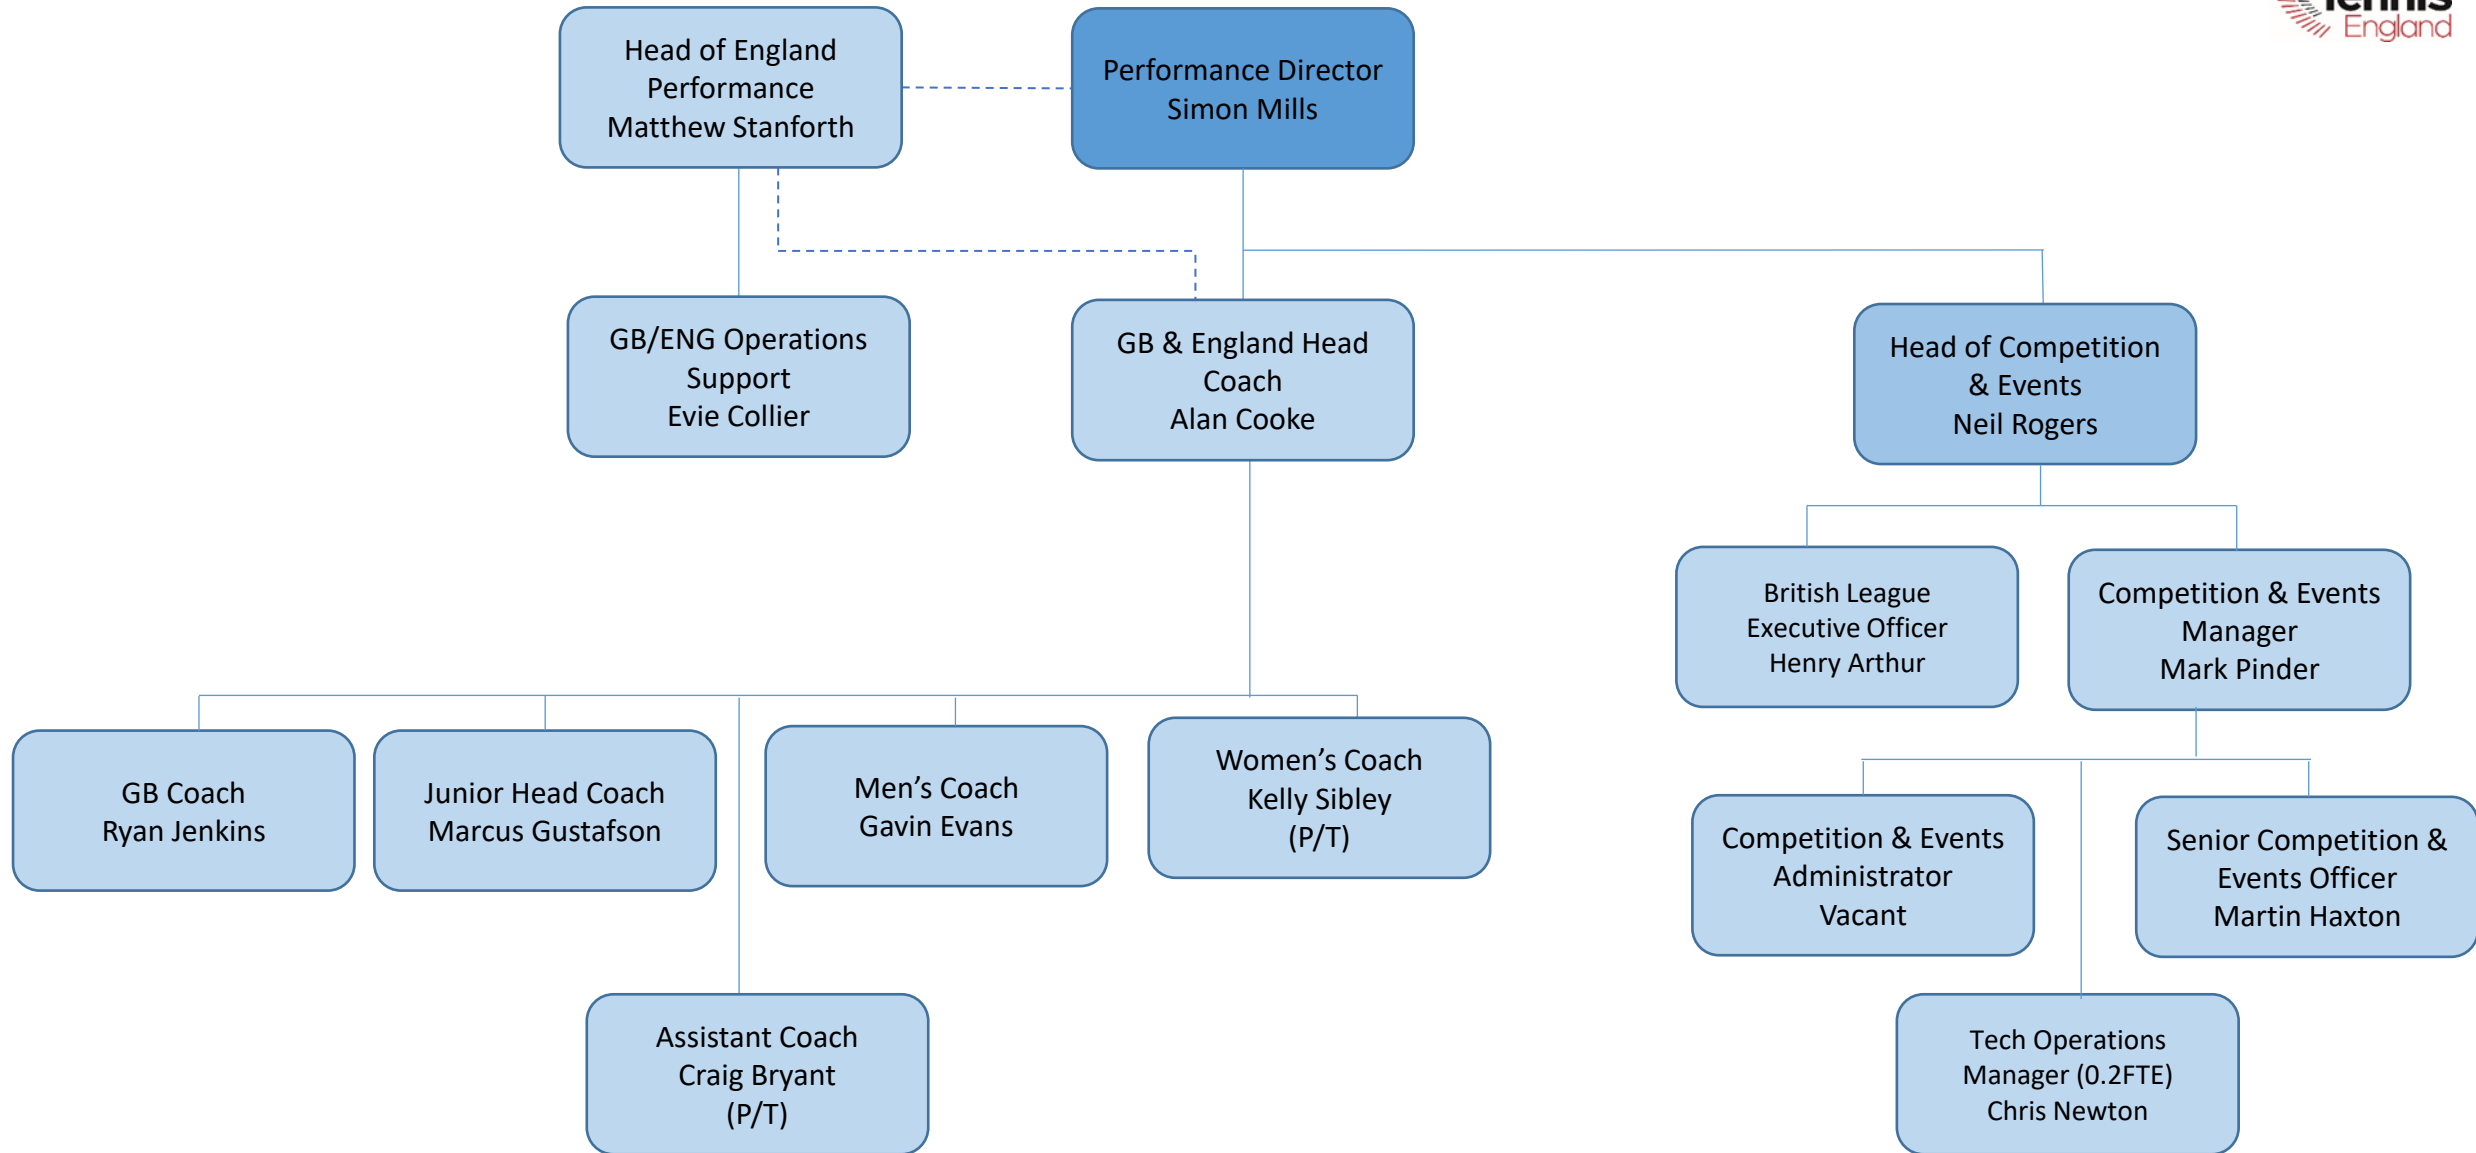 Tennis
England
Head of England
Performance
Matthew Stanforth
Performance Director
Simon Mills
GB/ENG Operations
Support
Evie Collier
GB & England Head
Coach
Alan Cooke
Head of Competition
& Events
Neil Rogers
British League
Executive Officer
Henry Arthur
Competition & Events
Manager
Mark Pinder
GB Coach
Ryan Jenkins
Junior Head Coach
Marcus Gustafson
Men’s Coach
Gavin Evans
Women’s Coach
Kelly Sibley
(P/T)
Competition & Events
Administrator
Vacant
Senior Competition &
Events Officer
Martin Haxton
Assistant Coach
Craig Bryant
(P/T)
Tech Operations
Manager (0.2FTE)
Chris Newton